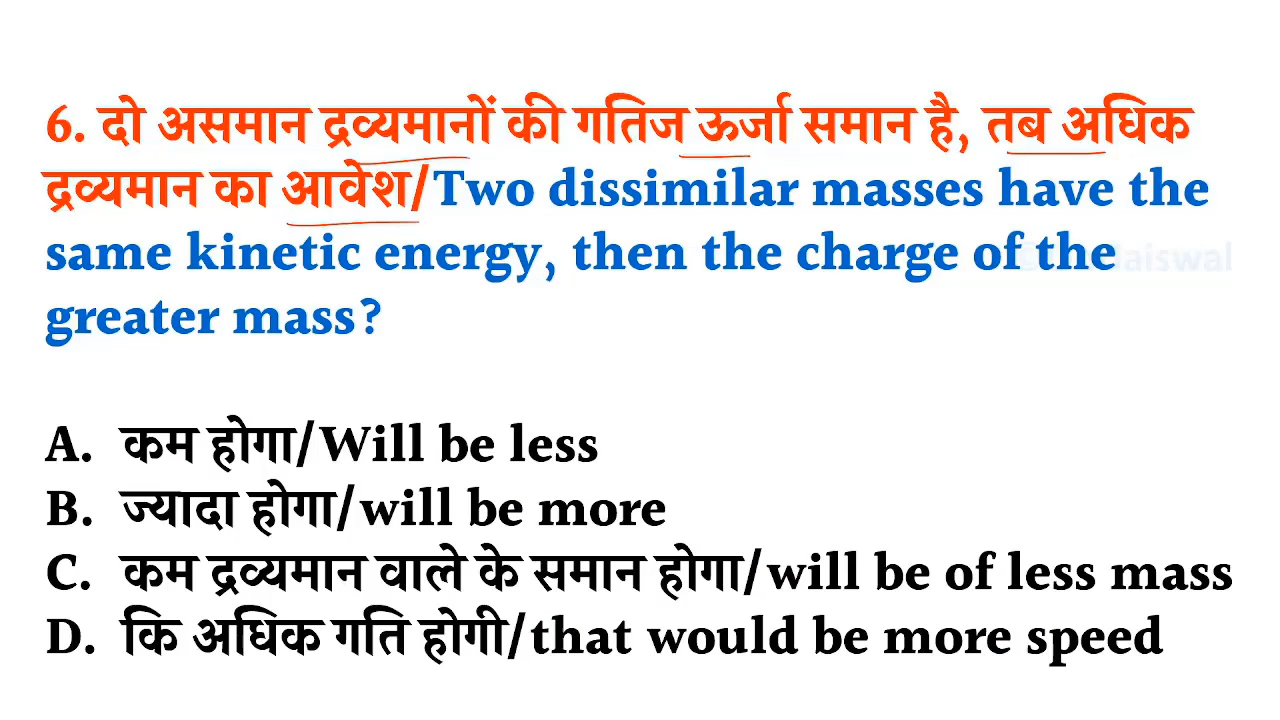 6. दो असमान द्रव्यमानों की गतिज ऊर्जा समान है, तब अधिक
द्रव्यमान का आवेश/Two dissimilar masses have the
same kinetic energy, then the charge of the
greater mass?
A. कम होगा/Will be less
B. ज्यादा होगा/will be more
C. कम द्रव्यमान वाले के समान होगा/will be of less mass
D. कि अधिक गति होगी/that would be more speed